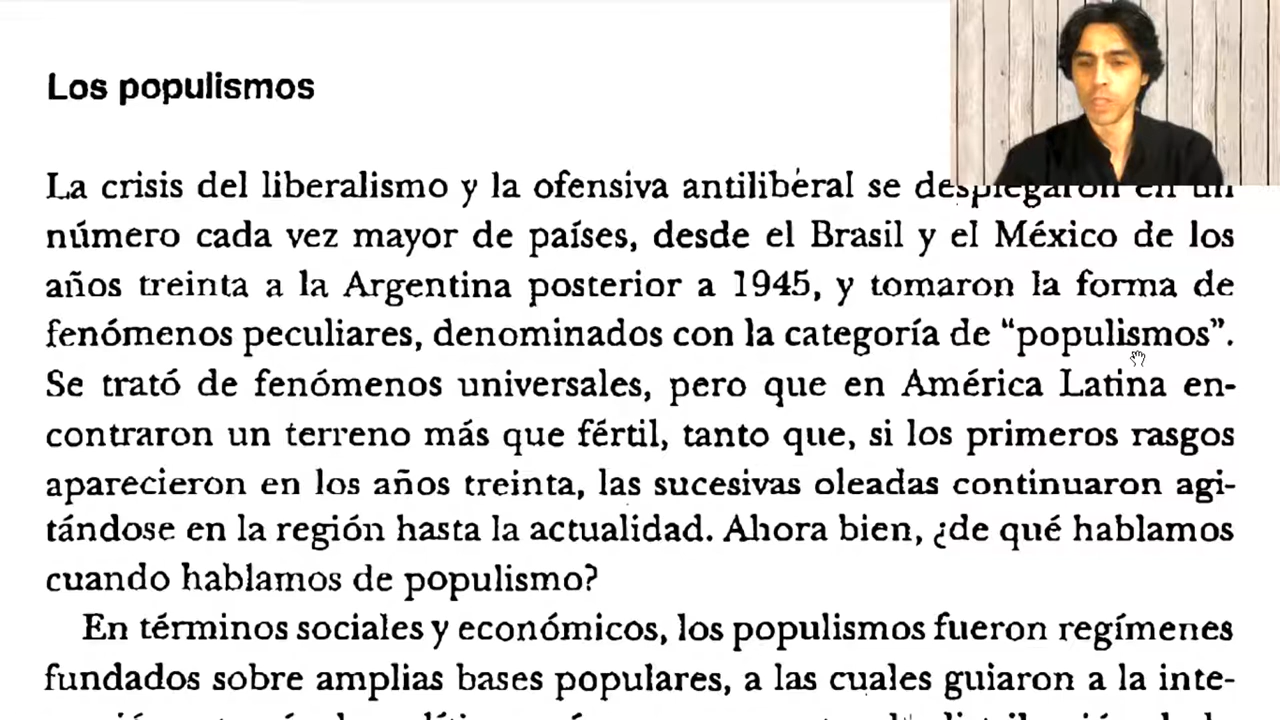 Los populismos
La crisis del liberalismo y la ofensiva antiliberal se desplegaron en un
número cada vez mayor de países, desde el Brasil y el México de los
años treinta a la Argentina posterior a 1945, y tomaron la forma de
fenómenos peculiares, denominados con la categoría de “populismos”.
Se trató de fenómenos universales, pero que en América Latina en-
contraron un terreno más que fértil, tanto que, si los primeros rasgos
aparecieron en los años treinta, las sucesivas oleadas continuaron agi-
tándose en la región hasta la actualidad. Ahora bien, ¿de qué hablamos
cuando hablamos de populismo?
En términos sociales y económicos, los populismos fueron regímenes
fundados sobre amplias bases populares, a las cuales guiaron a la inte-